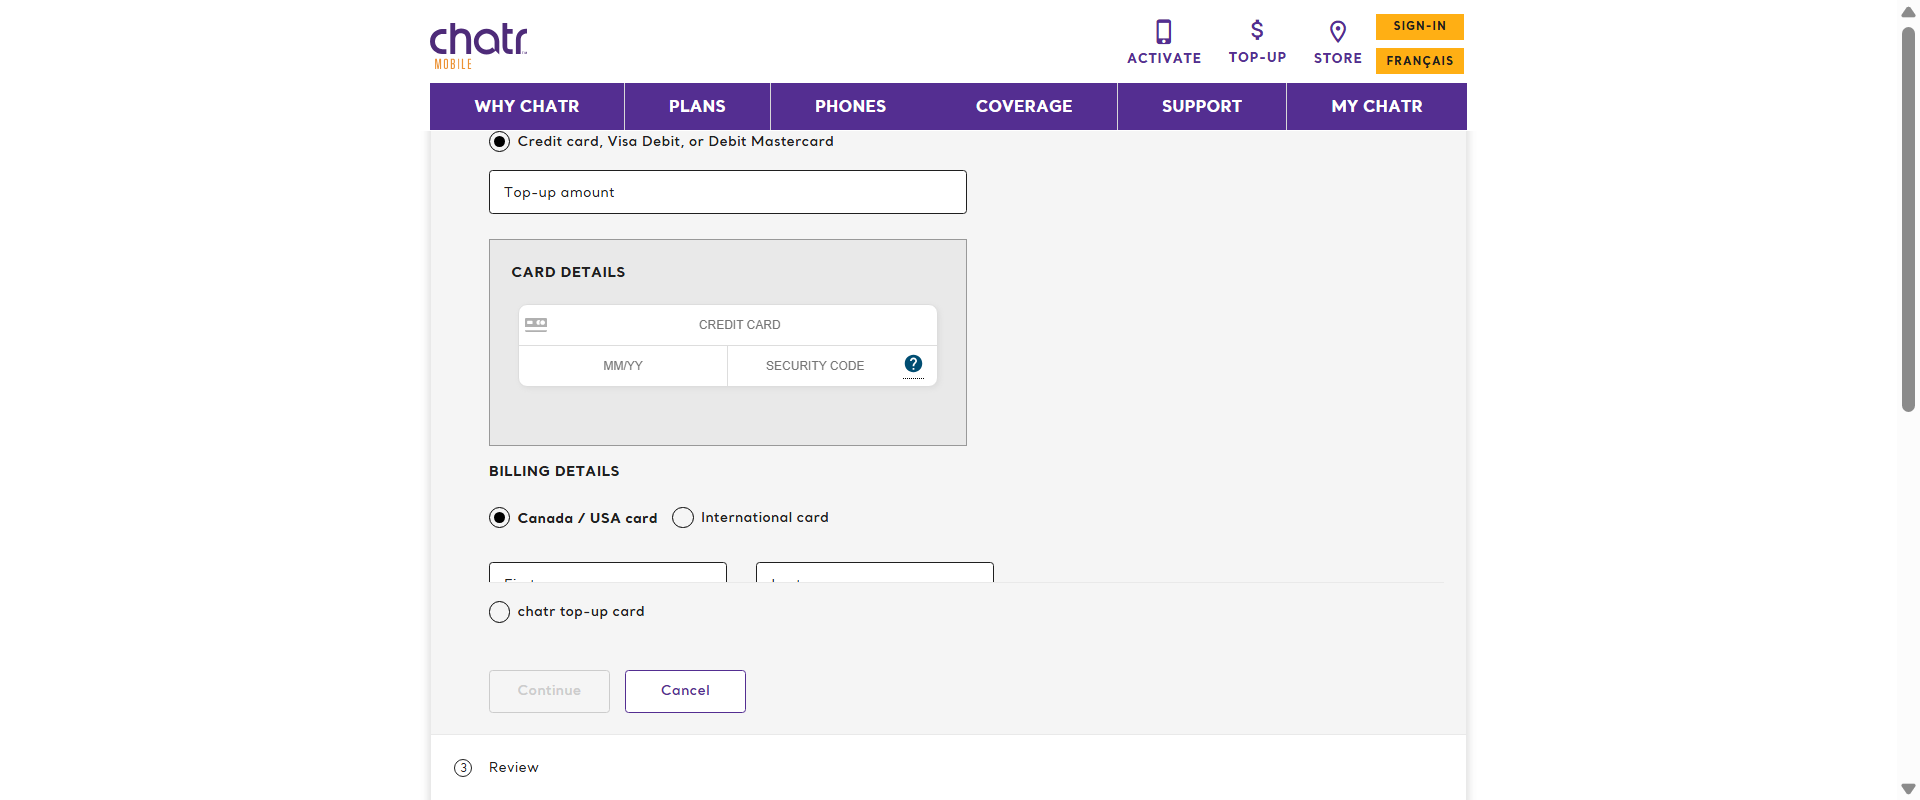 chatr
MOBILE
ACTIVATE
TOP-UP
STORE
SIGN-IN
FRANÇAIS
WHY CHATR
PLANS
PHONES
COVERAGE
SUPPORT
MY CHATR
Credit card, Visa Debit, or Debit Mastercard
Top-up amount
CARD DETAILS
CREDIT CARD
MM/YY
SECURITY CODE
?
BILLING DETAILS
Canada / USA card
International card
chatr top-up card
Continue
Cancel
3 Review